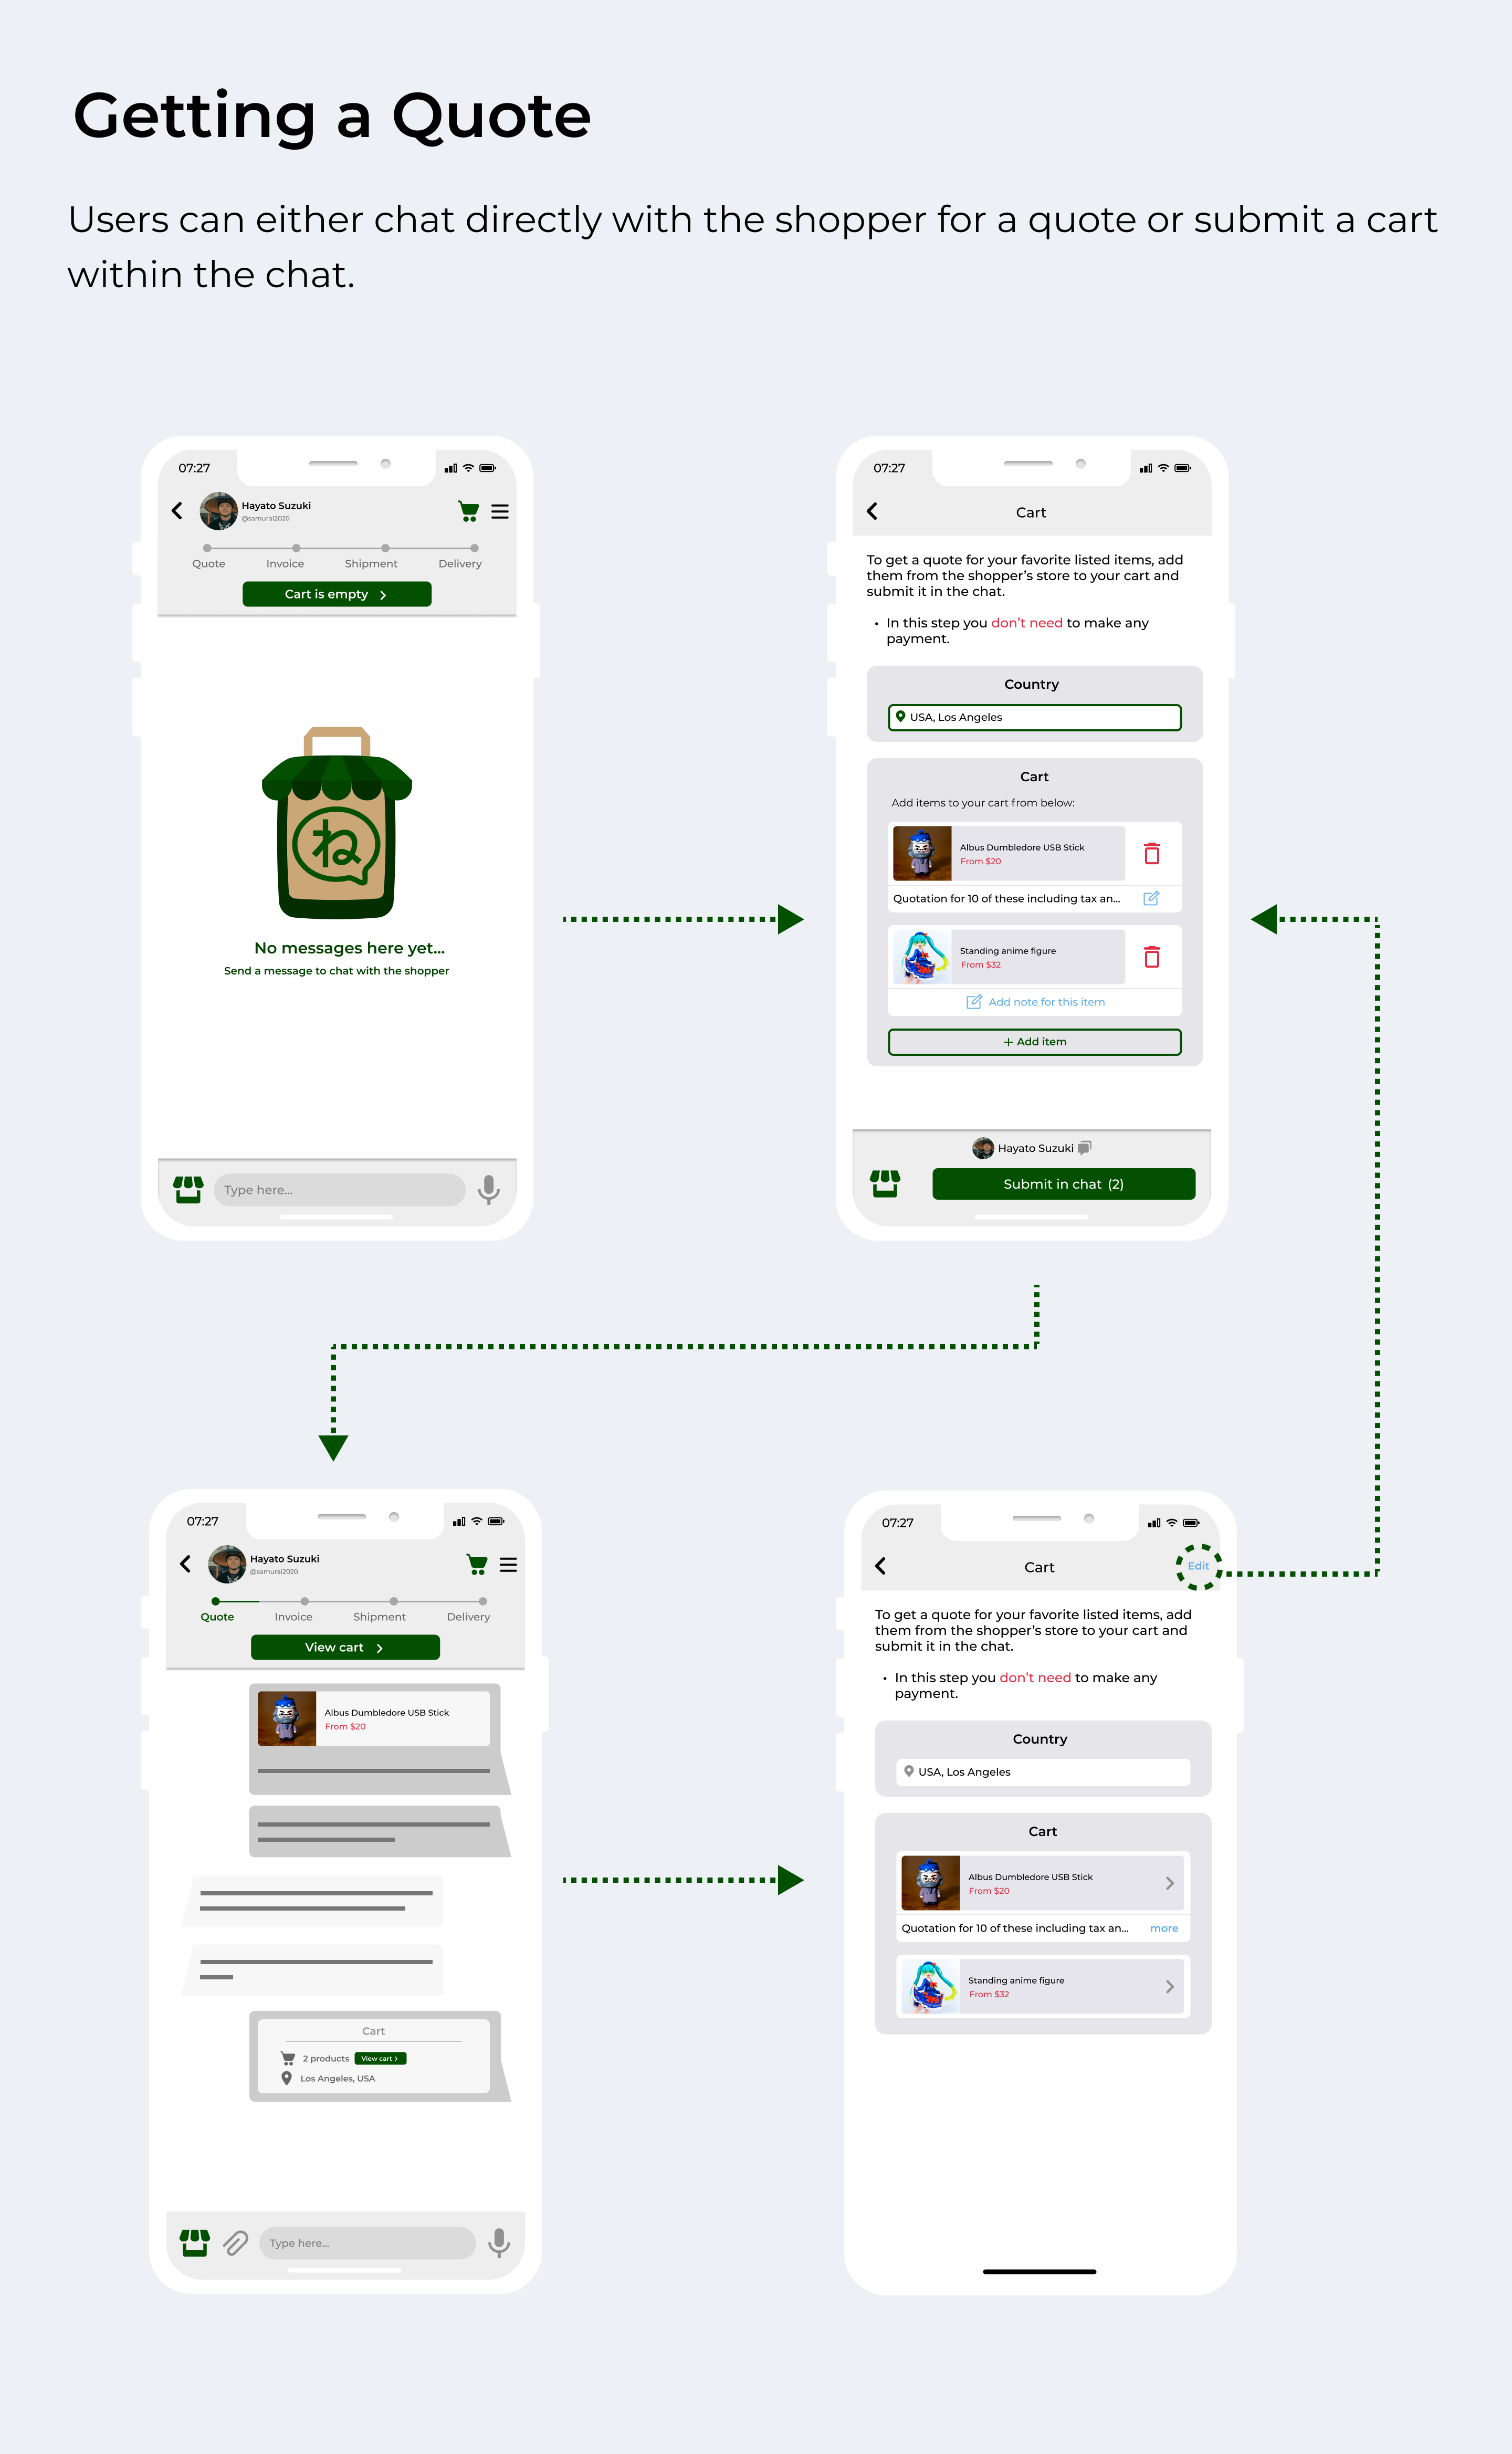 Getting a Quote
Users can either chat directly with the shopper for a quote or submit a cart
within the chat.
07:27
Hayato Suzuki
@samurai2020
Quote Invoice Shipment Delivery
Cart is empty
ね
No messages here yet...
Send a message to chat with the shopper
Type here...
07:27
Cart
To get a quote for your favorite listed items, add
them from the shopper's store to your cart and
submit it in the chat.
• In this step you don't need to make any
payment.
Country
USA, Los Angeles
Cart
Add items to your cart from below:
Albus Dumbledore USB Stick
From $20
Quotation for 10 of these including tax an...
Standing anime figure
From $32
Add note for this item
+ Add item
Hayato Suzuki
Submit in chat (2)
07:27
Hayato Suzuki
@samurai2020
Quote Invoice Shipment Delivery
View cart
Albus Dumbledore USB Stick
From $20
Cart
2 products View cart
Los Angeles, USA
Type here...
07:27
Cart Edit
To get a quote for your favorite listed items, add
them from the shopper's store to your cart and
submit it in the chat.
• In this step you don't need to make any
payment.
Country
USA, Los Angeles
Cart
Albus Dumbledore USB Stick
From $20
Quotation for 10 of these including tax an... more
Standing anime figure
From $32